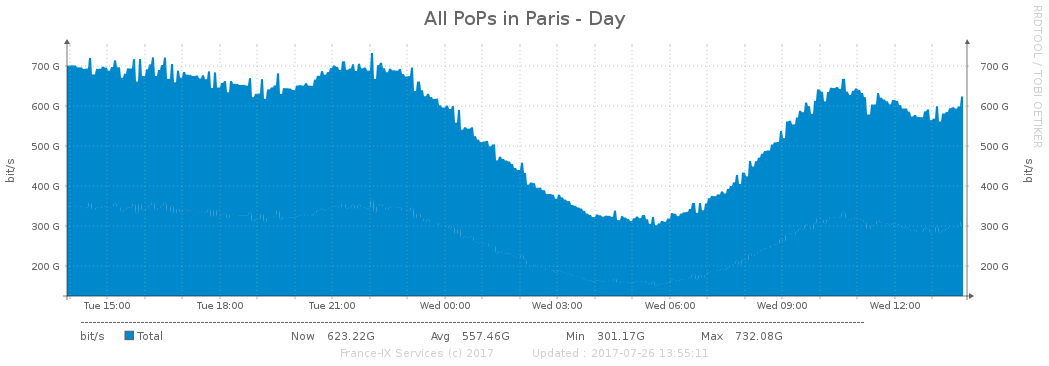 All PoPs in Paris - Day
RRDTOOL / TOBI OETIKER
700 G 700 G
600 G 600 G
500 G 500 G
400 G 400 G
300 G 300 G
200 G 200 G
bit/s
bit/s
Tue 15:00 Tue 18:00 Tue 21:00 Wed 00:00 Wed 03:00 Wed 06:00 Wed 09:00 Wed 12:00
bit/s Total Now 623.22G Avg 557.46G Min 301.17G Max 732.08G
France-IX Services (c) 2017 Updated : 2017-07-26 13:55:11